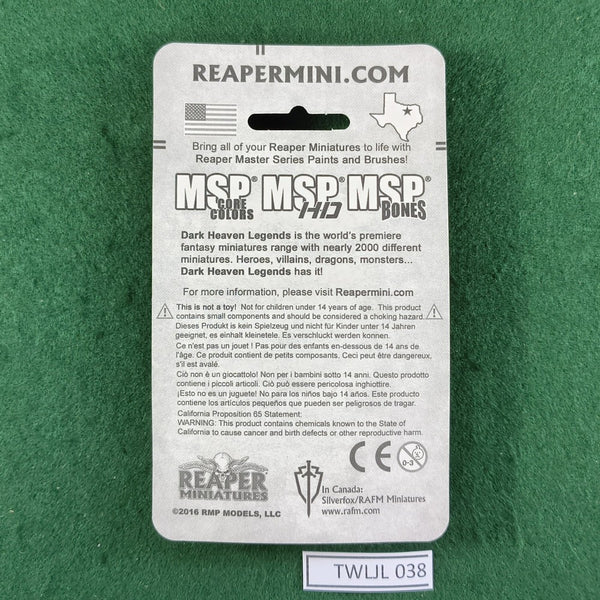 REAPERMINI.COM
Bring all of your Reaper Miniatures to life with
Reaper Master Series Paints and Brushes!
MSP® CORE COLORS MSP® HD MSP® BONES
Dark Heaven Legends is the world's premiere
fantasy miniatures range with nearly 2000 different
miniatures. Heroes, villains, dragons, monsters...
Dark Heaven Legends has it!
For more information, please visit Reapermini.com
This is not a toy! Not for children under 14 years of age. This product
contains small components and should be considered a choking hazard.
Dieses Produkt is kein Spielzeug und nicht für Kinder unter 14 Jahren
geeignet, es einhalt kleinetele. Es verschluckt werden konnen.
Ce n'est pas un jouet ! Pas pour des enfants en-dessous de 14 ans de
l'âge. Ce produit contient de petits composants. Ceci peut être dangereux,
s'il est avalé.
Ciò non è un giocattolo! Non per i bambini sotto 14 anni. Questo prodotto
contiene i piccoli articoli. Ciò può essere pericolosa inghiottire.
¡Esto no es un juguete! No para los niños bajo 14 años. Este producto
contiene los artículos pequeños que pueden ser peligrosos de tragar.
California Proposition 65 Statement:
WARNING: This product contains chemicals known to the State of
California to cause cancer and birth defects or other reproductive harm.
REAPER
MINIATURES
©2016 RMP MODELS, LLC
In Canada:
Silverfox/RAFM Miniatures
www.rafm.com
CE
0-3
TWLJL 038